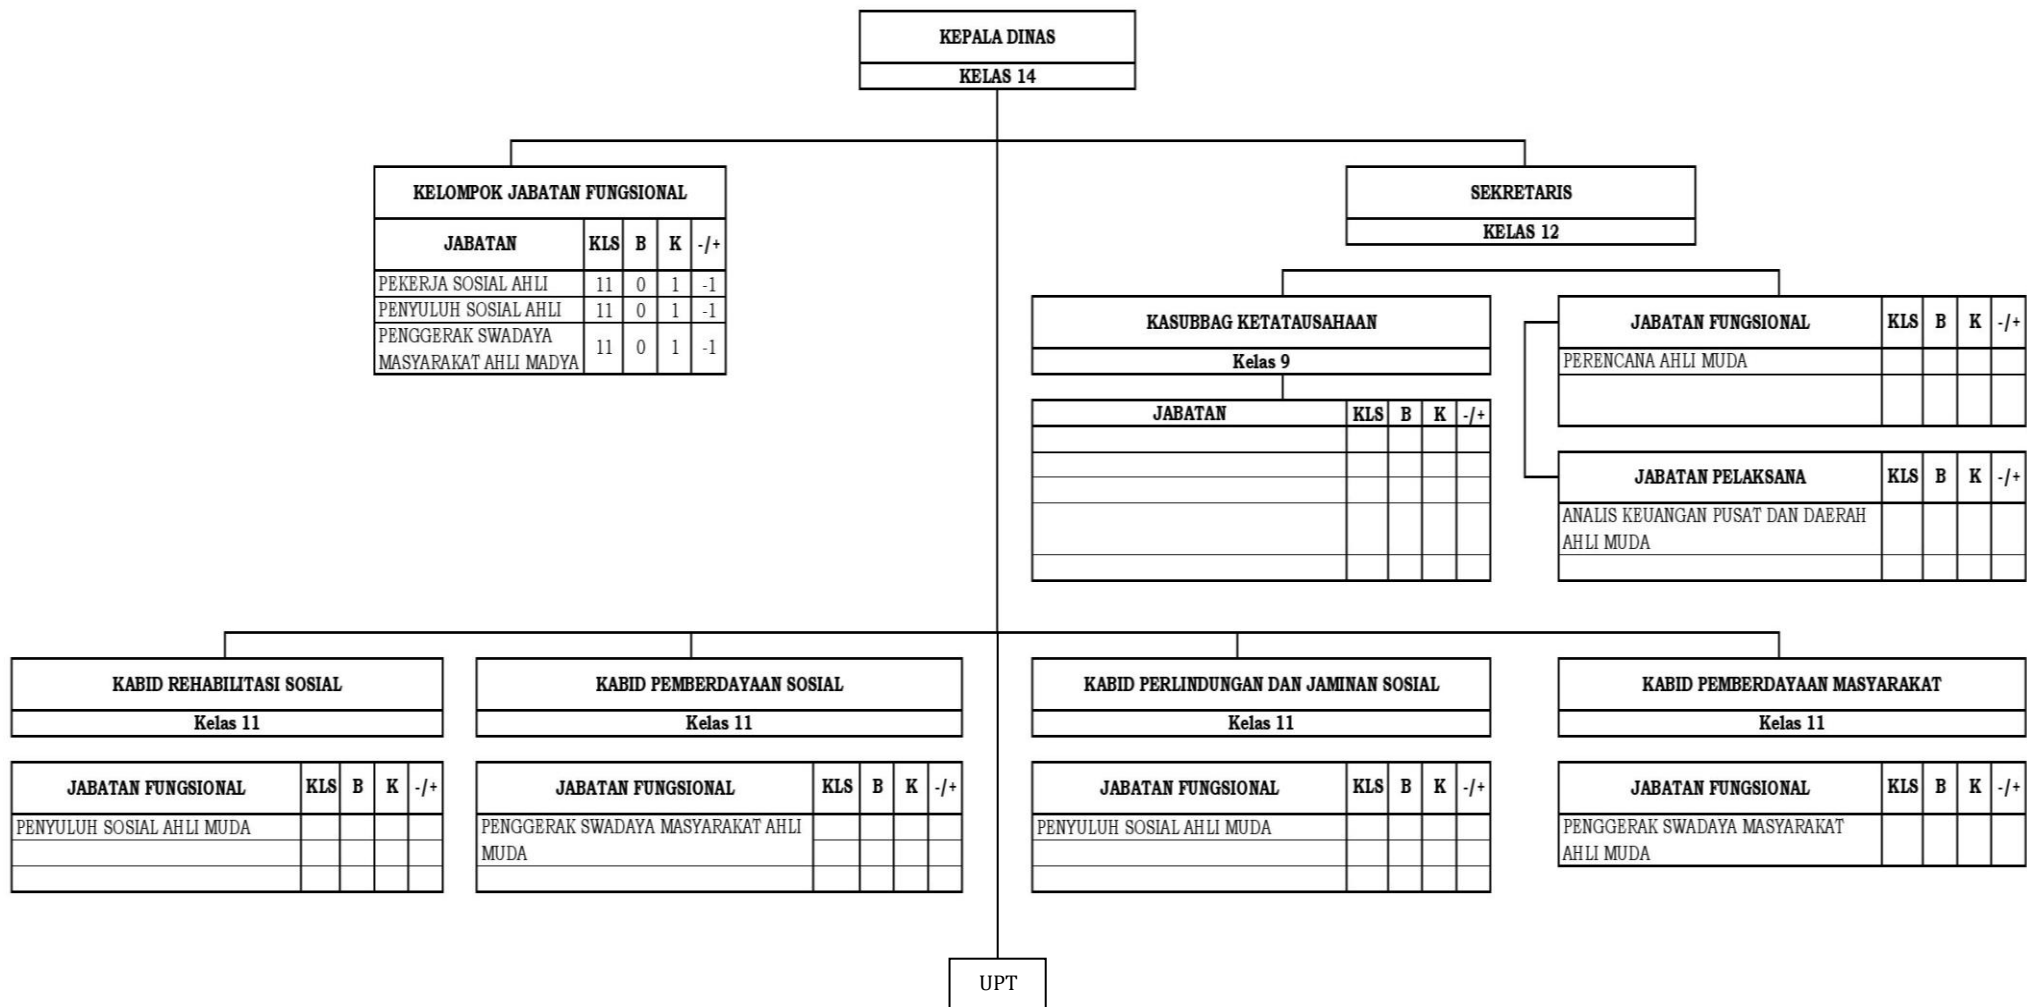 KEPALA DINAS
KELAS 14
KELOMPOK JABATAN FUNGSIONAL
JABATAN KLS B K -/+
PEKERJA SOSIAL AHLI 11 0 1 -1
PENYULUH SOSIAL AHLI 11 0 1 -1
PENGGERAK SWADAYA
MASYARAKAT AHLI MADYA 11 0 1 -1
SEKRETARIS
KELAS 12
KASUBBAG KETATAUSAHAAN
Kelas 9
JABATAN KLS B K -/+
JABATAN FUNGSIONAL KLS B K -/+
PERENCANA AHLI MUDA
JABATAN PELAKSANA KLS B K -/+
ANALIS KEUANGAN PUSAT DAN DAERAH
AHLI MUDA
KABID REHABILITASI SOSIAL
Kelas 11
JABATAN FUNGSIONAL KLS B K -/+
PENYULUH SOSIAL AHLI MUDA
KABID PEMBERDAYAAN SOSIAL
Kelas 11
JABATAN FUNGSIONAL KLS B K -/+
PENGGERAK SWADAYA MASYARAKAT AHLI
MUDA
KABID PERLINDUNGAN DAN JAMINAN SOSIAL
Kelas 11
JABATAN FUNGSIONAL KLS B K -/+
PENYULUH SOSIAL AHLI MUDA
KABID PEMBERDAYAAN MASYARAKAT
Kelas 11
JABATAN FUNGSIONAL KLS B K -/+
PENGGERAK SWADAYA MASYARAKAT
AHLI MUDA
UPT